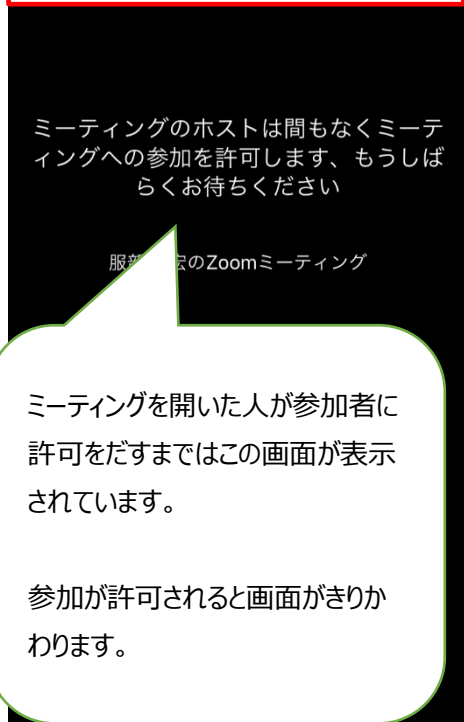 ミーティングのホストは間もなくミーテ
ィングへの参加を許可します、もうしば
らくお待ちください
服部 宏のZoomミーティング
ミーティングを開いた人が参加者に
許可をだすまではこの画面が表示
されています。
参加が許可されると画面がきりか
わります。